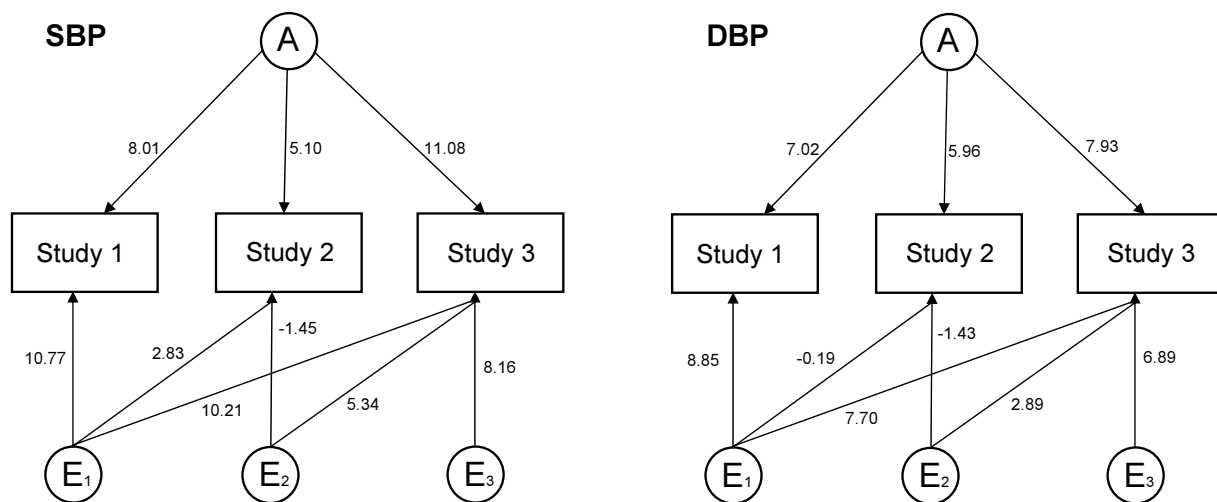 SBP
A
8.01
5.10
11.08
Study 1
Study 2
Study 3
10.77
2.83
-1.45
10.21
5.34
8.16
E1
E2
E3
DBP
A
7.02
5.96
7.93
Study 1
Study 2
Study 3
8.85
-0.19
-1.43
7.70
2.89
6.89
E1
E2
E3